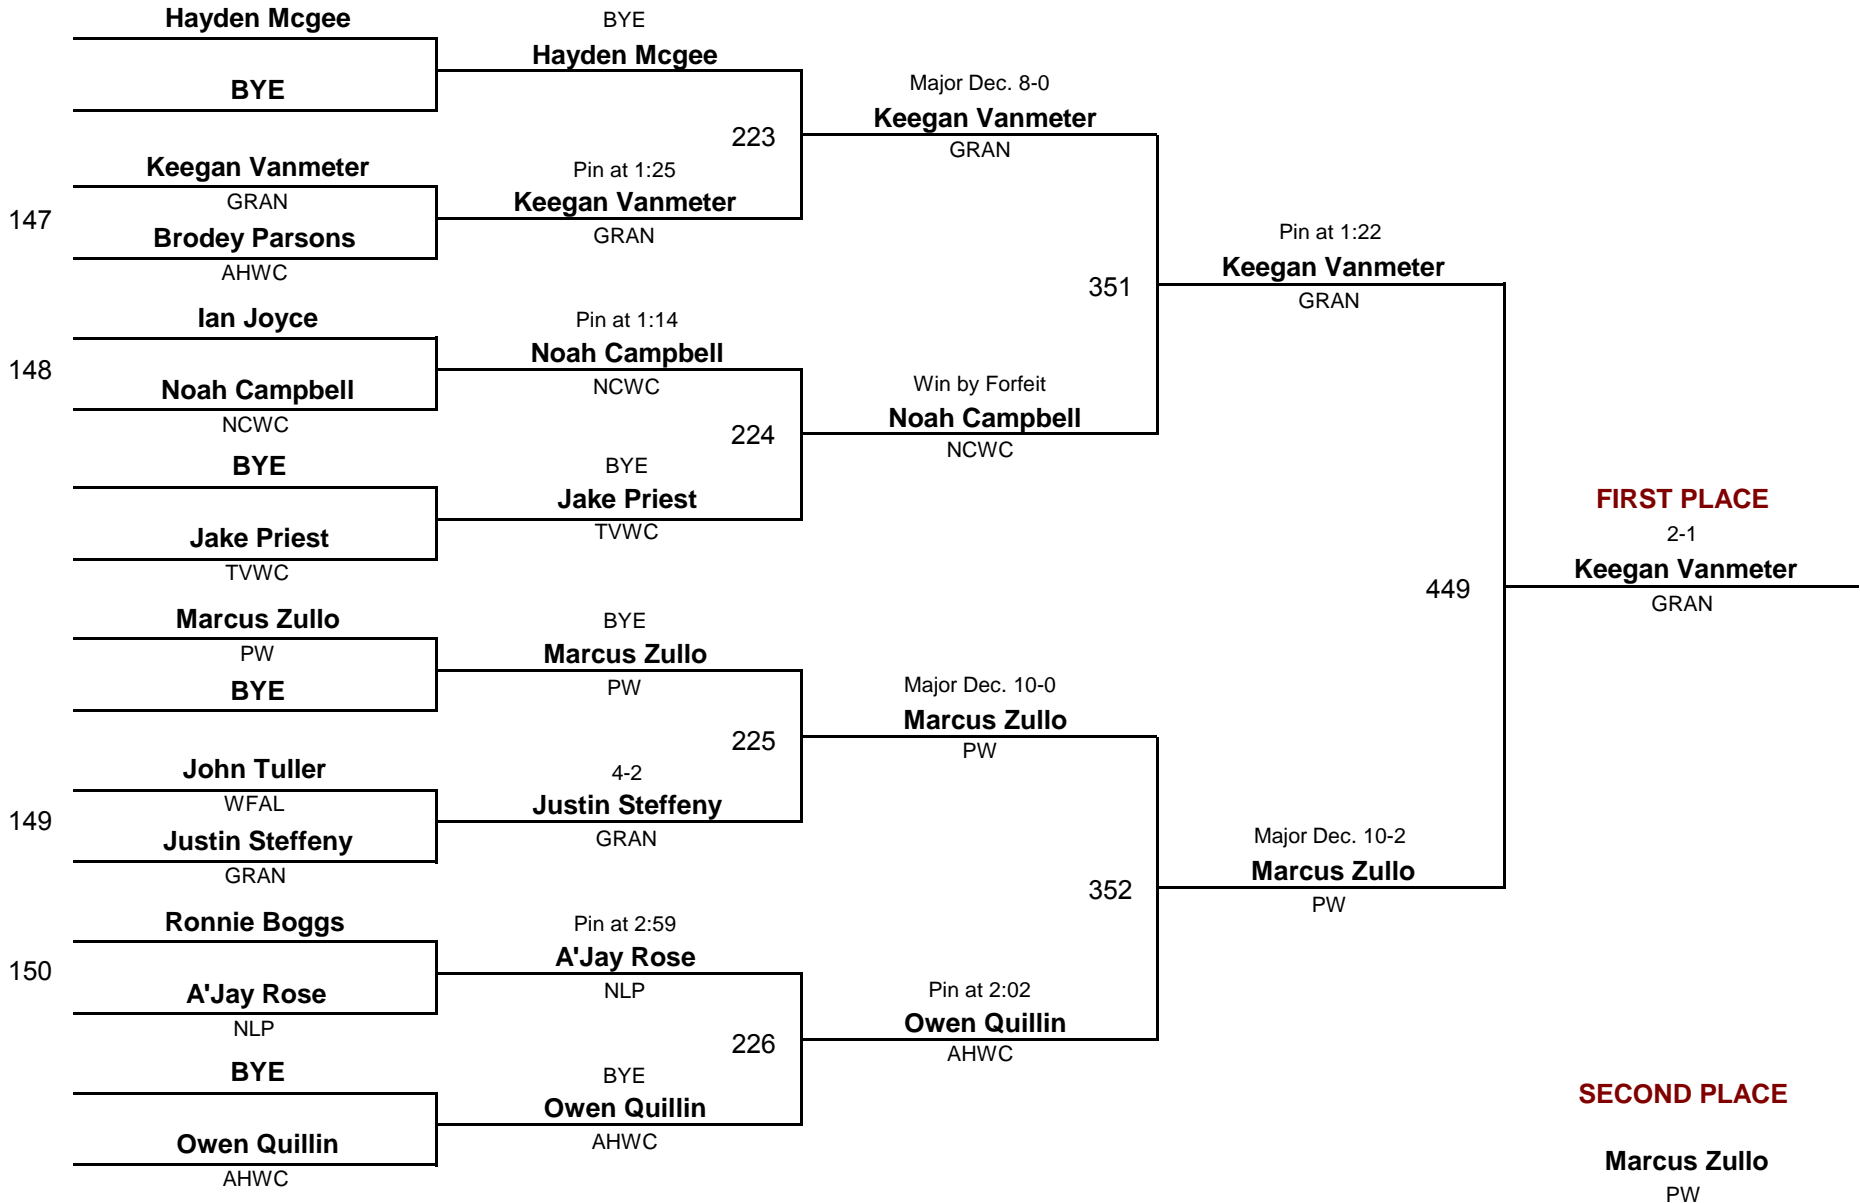 Hayden Mcgee
BYE
147
Keegan Vanmeter
GRAN
Brodey Parsons
AHWC
148
Ian Joyce
Noah Campbell
NCWC
BYE
Jake Priest
TVWC
Marcus Zullo
PW
BYE
149
John Tuller
WFAL
Justin Steffeny
GRAN
150
Ronnie Boggs
A'Jay Rose
NLP
BYE
Owen Quillin
AHWC
BYE
Hayden Mcgee
223
Pin at 1:25
Keegan Vanmeter
GRAN
Pin at 1:14
Noah Campbell
NCWC
224
BYE
Jake Priest
TVWC
BYE
Marcus Zullo
PW
225
4-2
Justin Steffeny
GRAN
Pin at 2:59
A'Jay Rose
NLP
226
BYE
Owen Quillin
AHWC
Major Dec. 8-0
Keegan Vanmeter
GRAN
351
Win by Forfeit
Noah Campbell
NCWC
Major Dec. 10-0
Marcus Zullo
PW
352
Pin at 2:02
Owen Quillin
AHWC
Pin at 1:22
Keegan Vanmeter
GRAN
449
Major Dec. 10-2
Marcus Zullo
PW
FIRST PLACE
2-1
Keegan Vanmeter
GRAN
SECOND PLACE
Marcus Zullo
PW